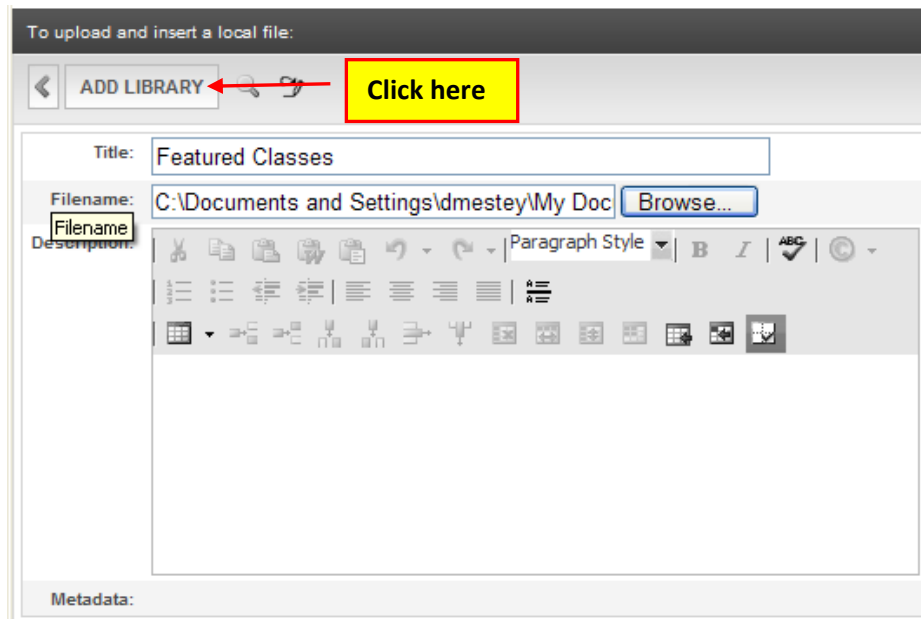 To upload and insert a local file:
ADD LIBRARY
Click here
Title: Featured Classes
Filename: C:\Documents and Settings\dmestey\My Doc Browse...
Filename
Description:
Paragraph Style B I ABC ©
Metadata: